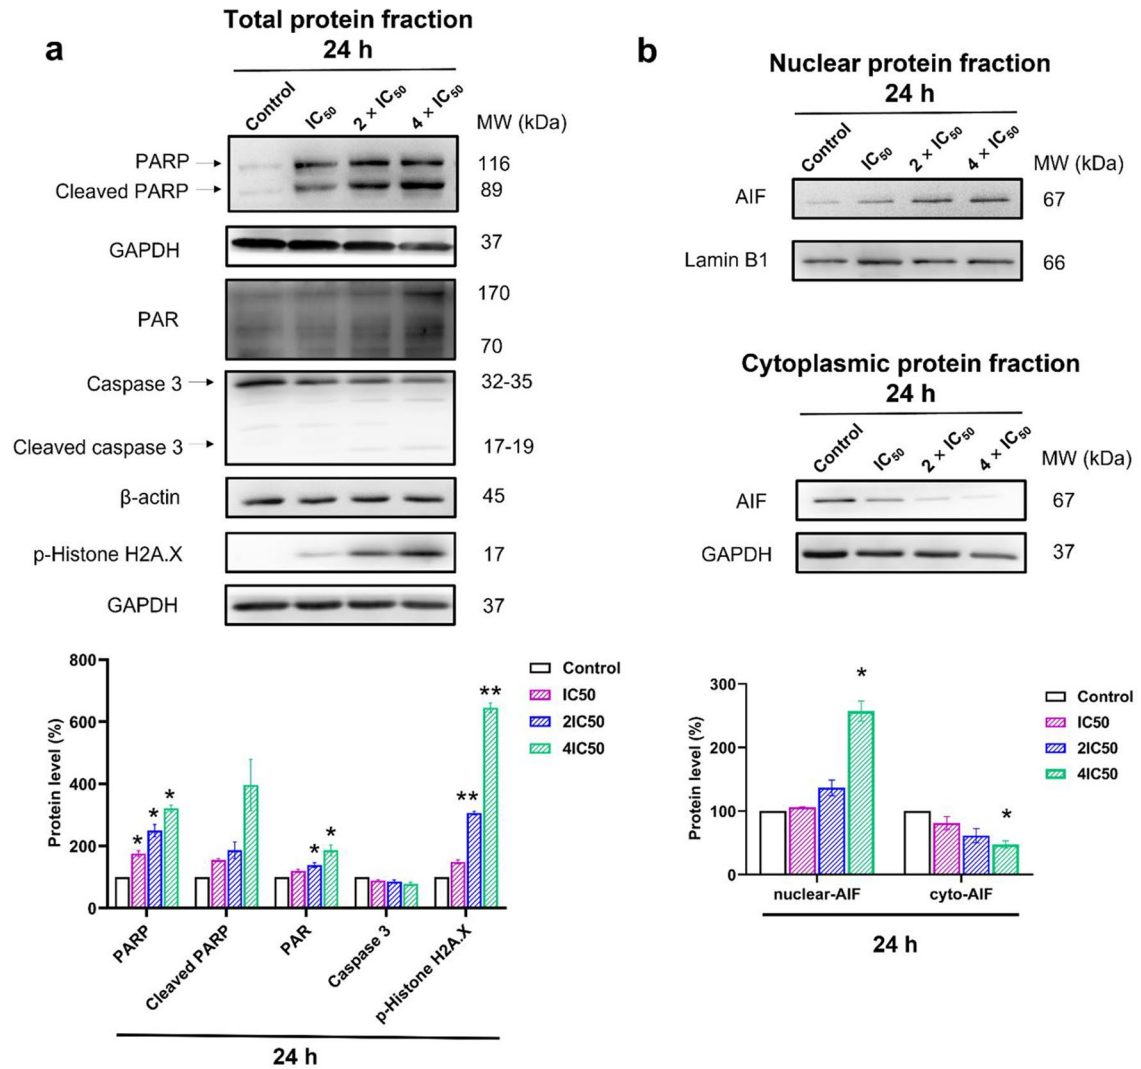 a
Total protein fraction
24 h
Control
IC50
2 × IC50
4 × IC50
MW (kDa)
PARP
116
Cleaved PARP
89
GAPDH
37
PAR
170
70
Caspase 3
32-35
Cleaved caspase 3
17-19
β-actin
45
p-Histone H2A.X
17
GAPDH
37
Protein level (%)
800
600
400
200
0
*
*
*
*
*
**
**
PARP
Cleaved PARP
PAR
Caspase 3
p-Histone H2A.X
24 h
Control
IC50
2IC50
4IC50
b
Nuclear protein fraction
24 h
Control
IC50
2 × IC50
4 × IC50
MW (kDa)
AIF
67
Lamin B1
66
Cytoplasmic protein fraction
24 h
Control
IC50
2 × IC50
4 × IC50
MW (kDa)
AIF
67
GAPDH
37
Protein level (%)
300
200
100
0
*
*
nuclear-AIF
cyto-AIF
24 h
Control
IC50
2IC50
4IC50